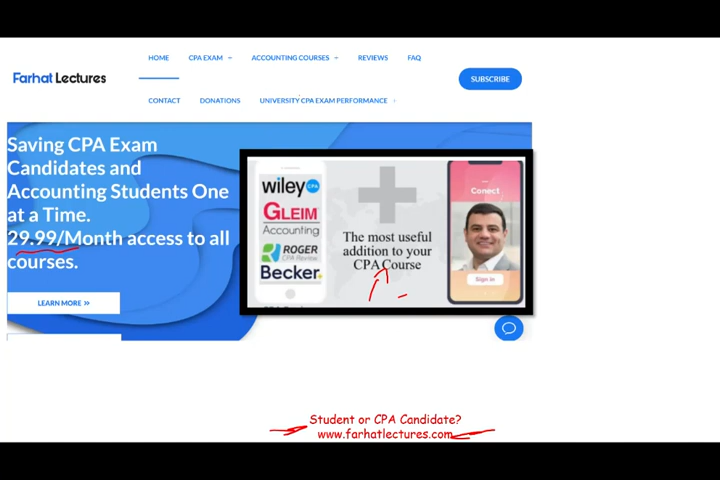 HOME
CPA EXAM
ACCOUNTING COURSES
REVIEWS
FAQ
Farhat Lectures
SUBSCRIBE
CONTACT
DONATIONS
UNIVERSITY CPA EXAM PERFORMANCE
Saving CPA Exam
Candidates and
Accounting Students One
at a Time.
29.99/Month access to all
courses.
LEARN MORE
wiley CPA
GLEIM
Accounting
ROGER
CPA Review
Becker.
The most useful
addition to your
CPA Course
Conect
Sign in
Student or CPA Candidate?
www.farhatlectures.com